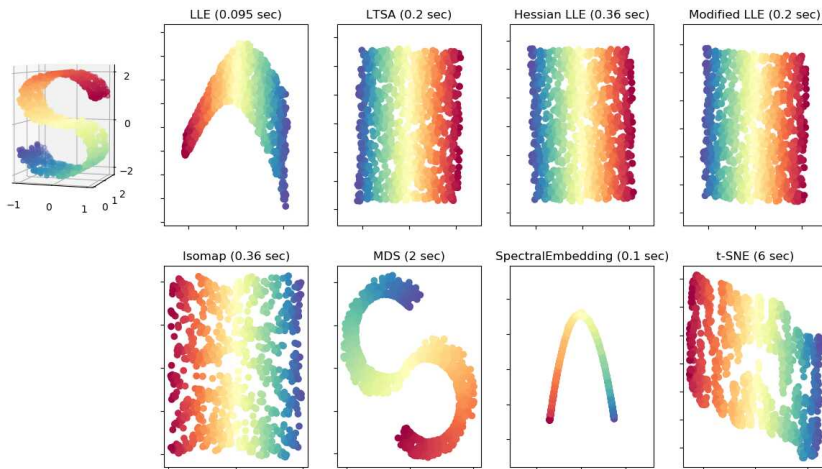 LLE (0.095 sec)
LTSA (0.2 sec)
Hessian LLE (0.36 sec)
Modified LLE (0.2 sec)
2
0
−2
−1
0
1
0
1
2
Isomap (0.36 sec)
MDS (2 sec)
SpectralEmbedding (0.1 sec)
t-SNE (6 sec)